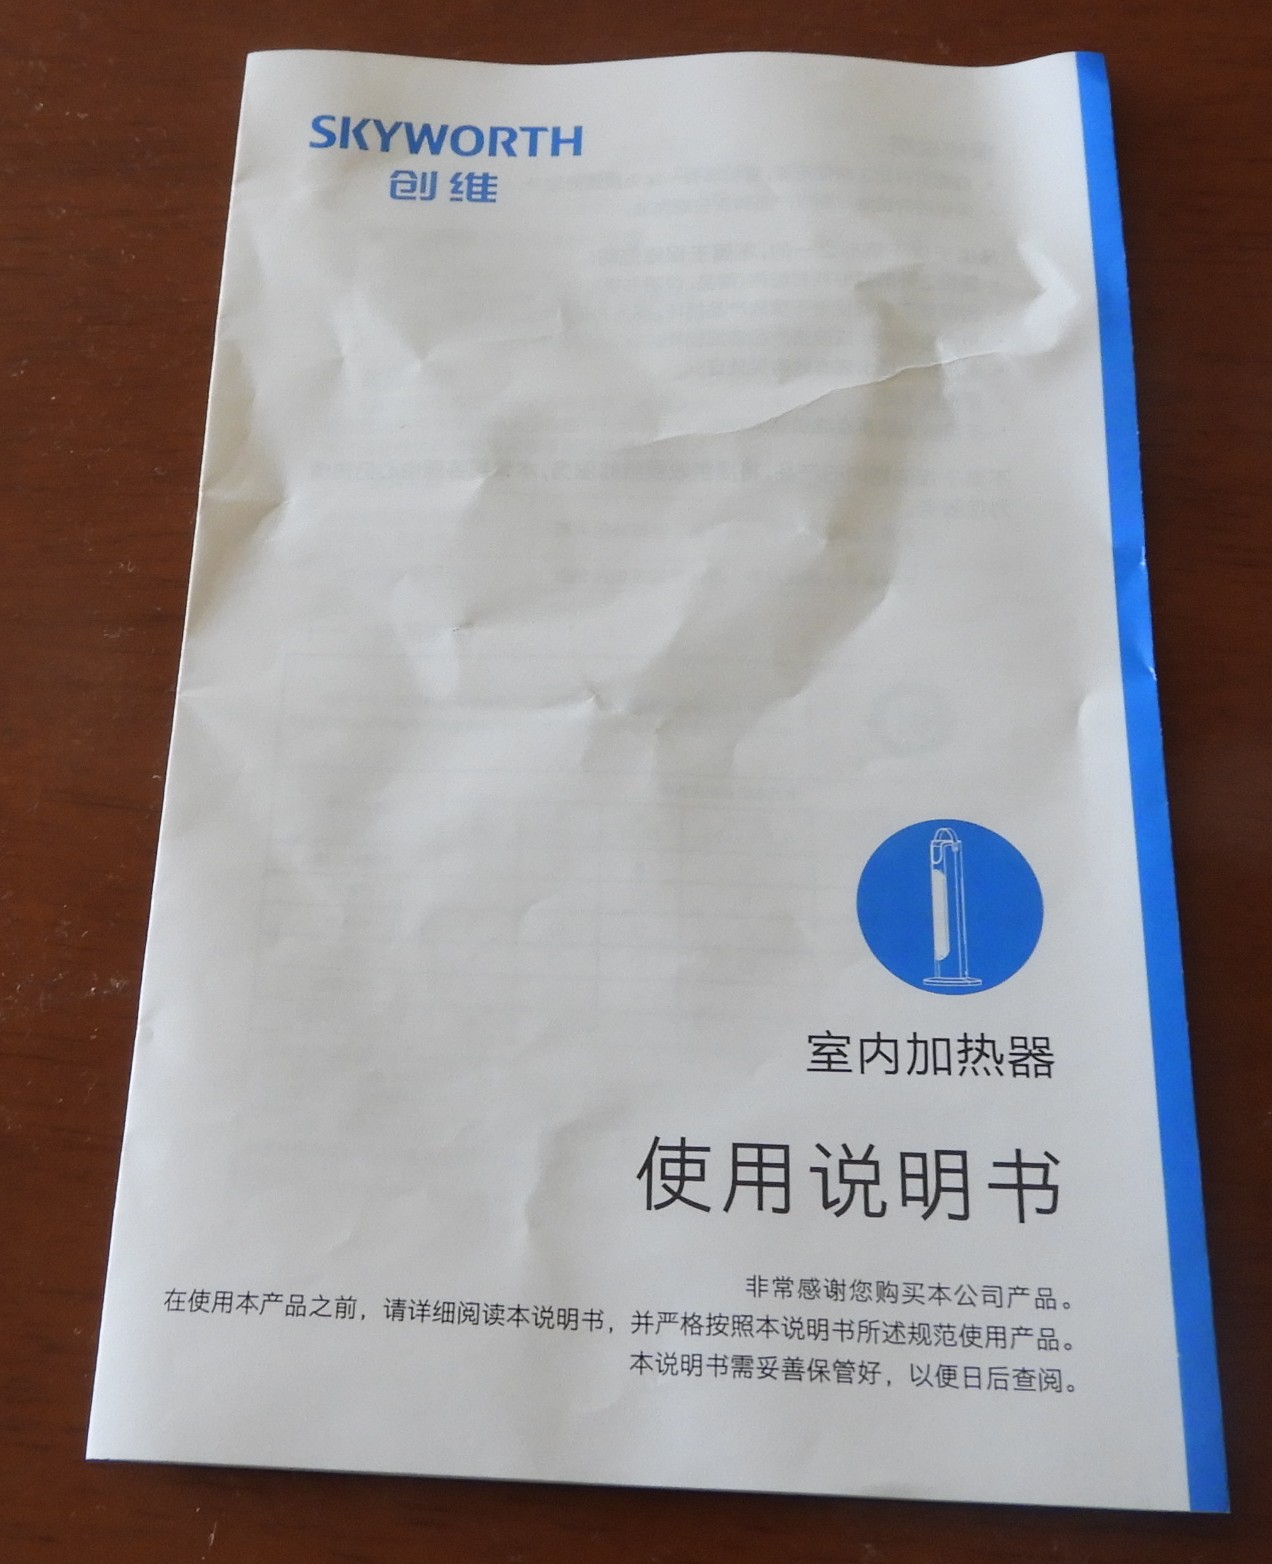 SKYWORTH
创维
室内加热器
使用说明书
非常感谢您购买本公司产品。
在使用本产品之前，请详细阅读本说明书，并严格按照本说明书所述规范使用产品。
本说明书需妥善保管好，以便日后查阅。